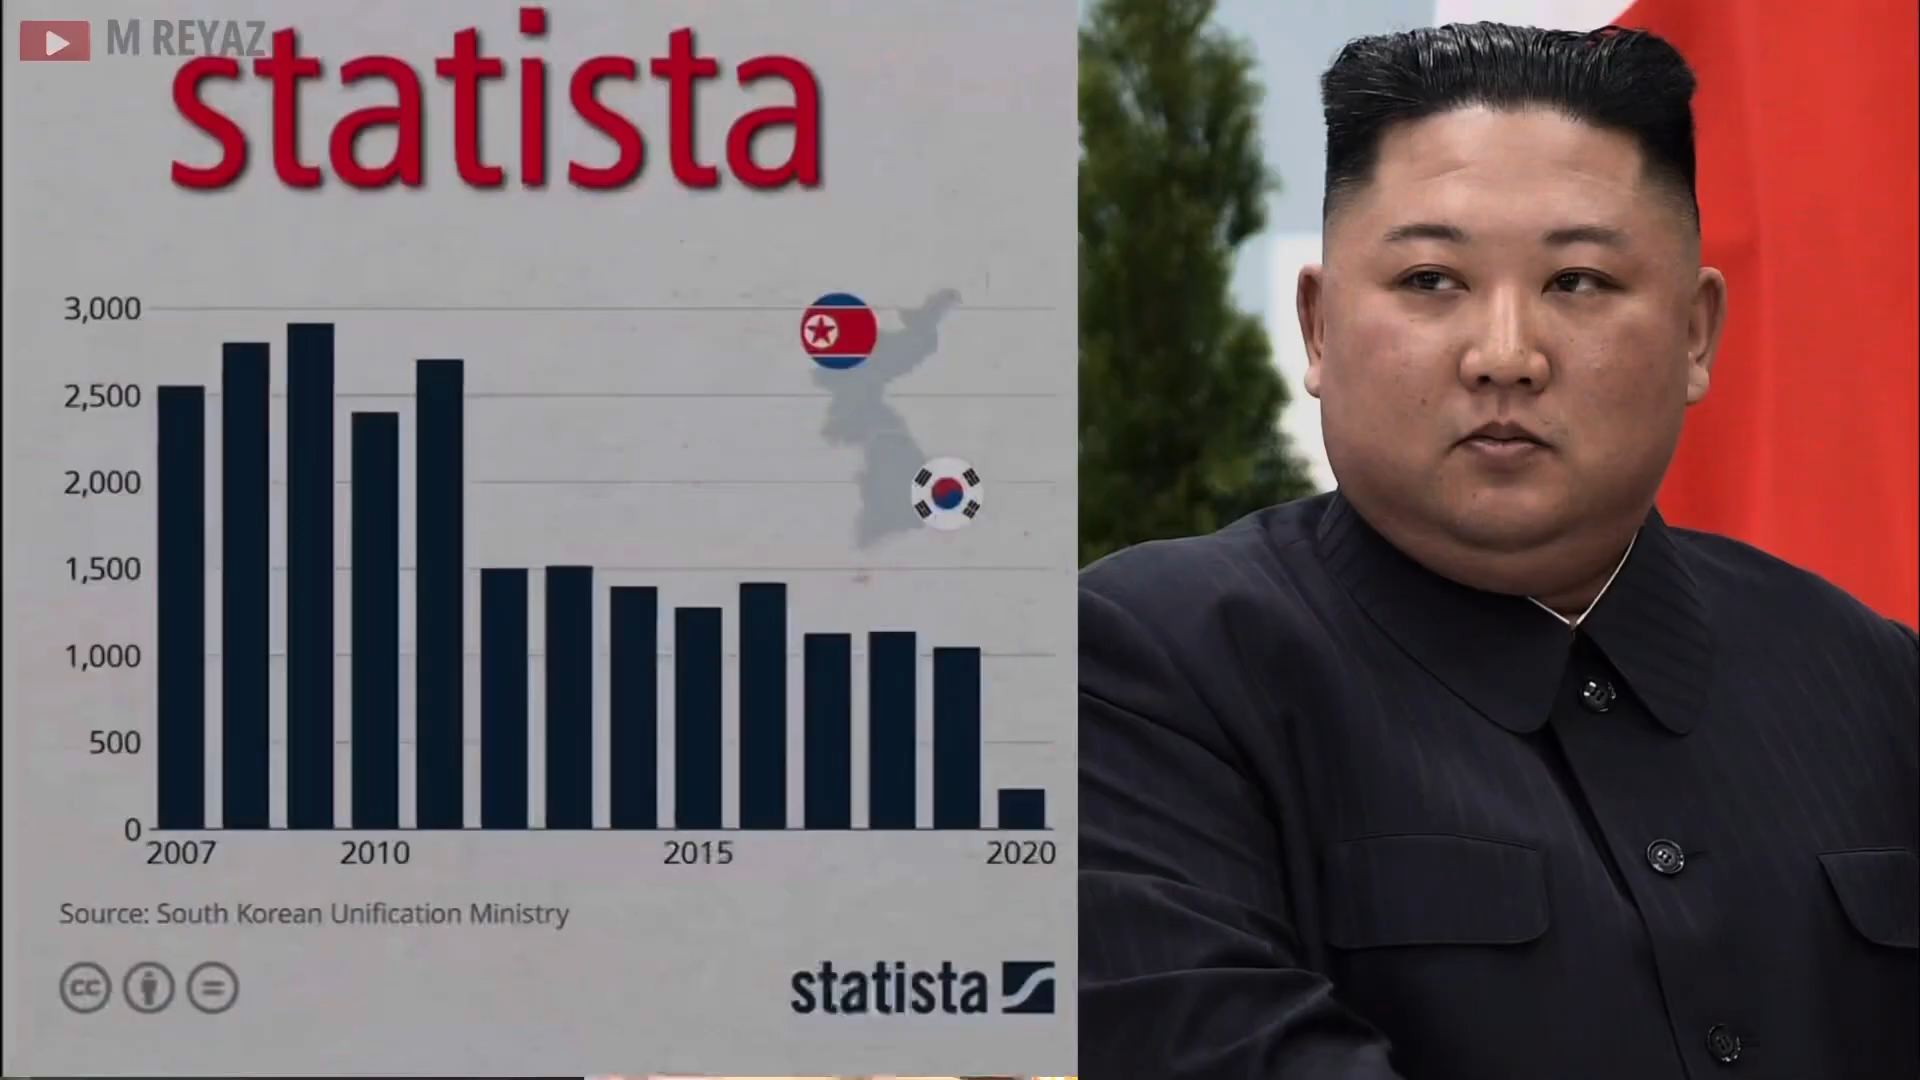 M REYAZ
statista
3,000
2,500
2,000
1,500
1,000
500
0
2007 2010 2015 2020
Source: South Korean Unification Ministry
cc
=
statista